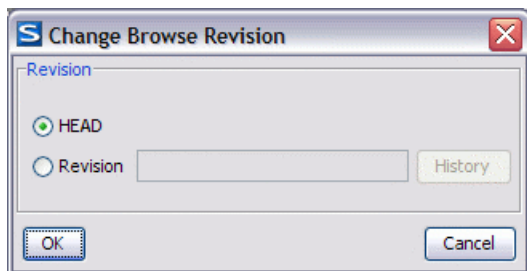 S Change Browse Revision
Revision
HEAD
Revision History
OK Cancel